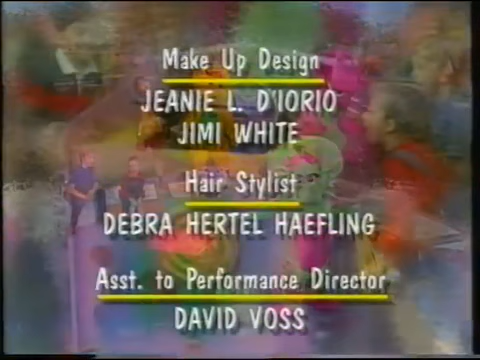 Make Up Design
JEANIE L. D'IORIO
JIMI WHITE
Hair Stylist
DEBRA HERTEL HAEFLING
Asst. to Performance Director
DAVID VOSS